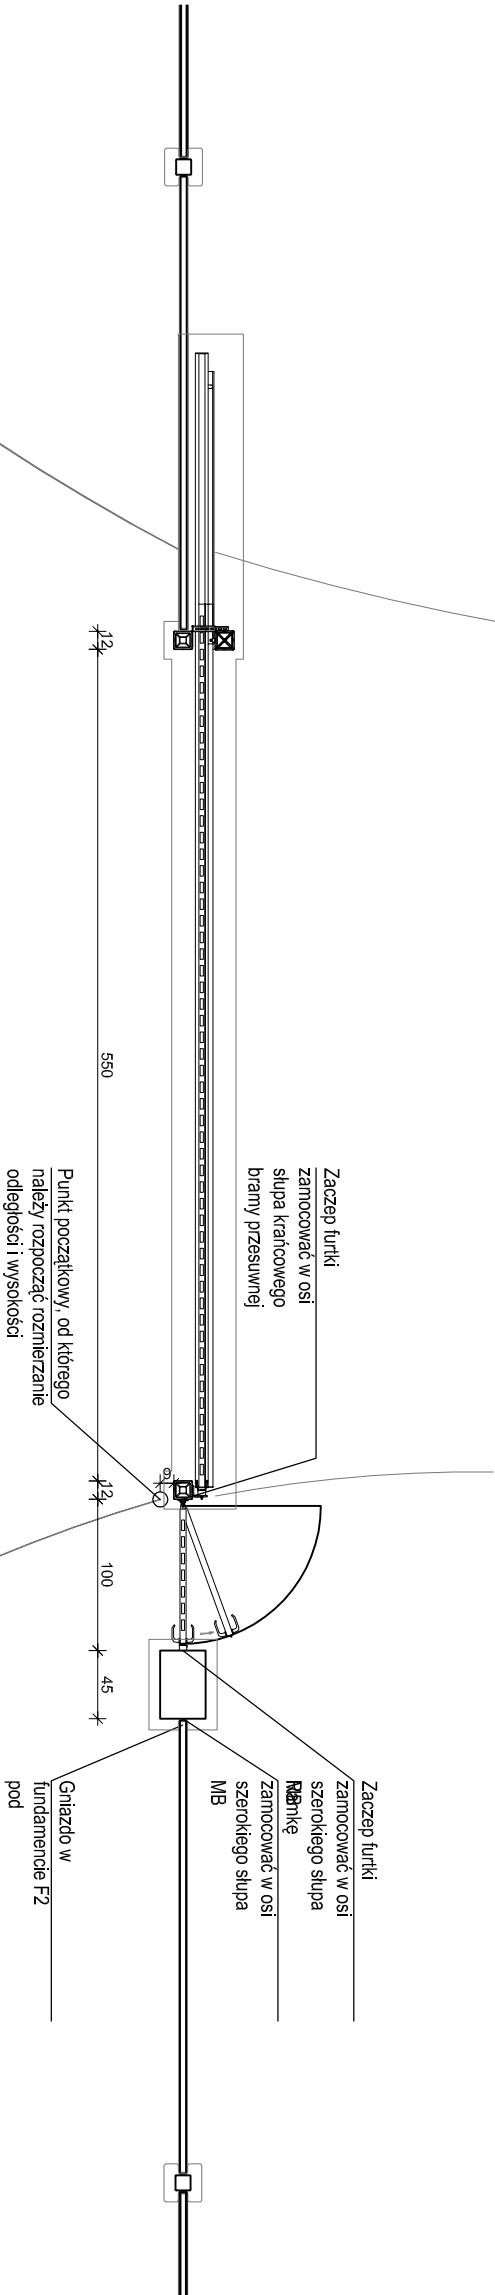 12
550
12
9
100
45
Zaczep furtki
zamocować w osi
słupa krańcowego
bramy przesuwnej
Punkt początkowy, od którego
należy rozpocząć rozmierzanie
odległości i wysokości
Zaczep furtki
zamocować w osi
szerokiego słupa
MB
Ramkę
zamocować w osi
szerokiego słupa
MB
Gniazdo w
fundamencie F2
pod